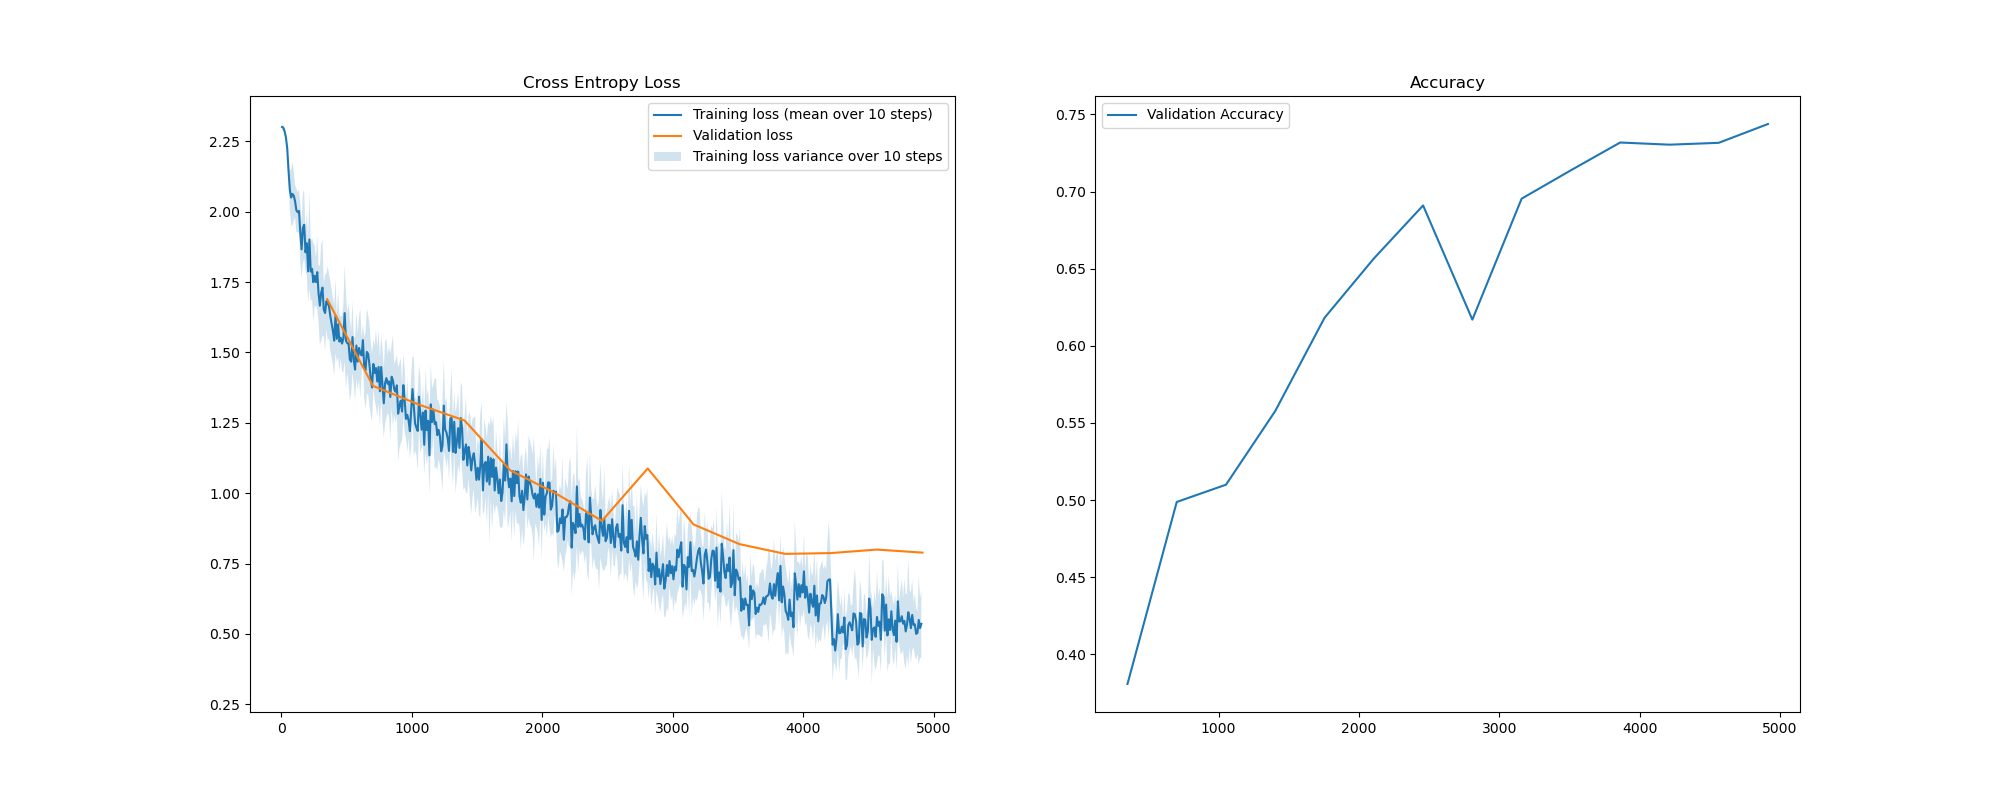 Cross Entropy Loss
Training loss (mean over 10 steps)
Validation loss
Training loss variance over 10 steps
2.25
2.00
1.75
1.50
1.25
1.00
0.75
0.50
0.25
0 1000 2000 3000 4000 5000
Accuracy
Validation Accuracy
0.75
0.70
0.65
0.60
0.55
0.50
0.45
0.40
1000 2000 3000 4000 5000